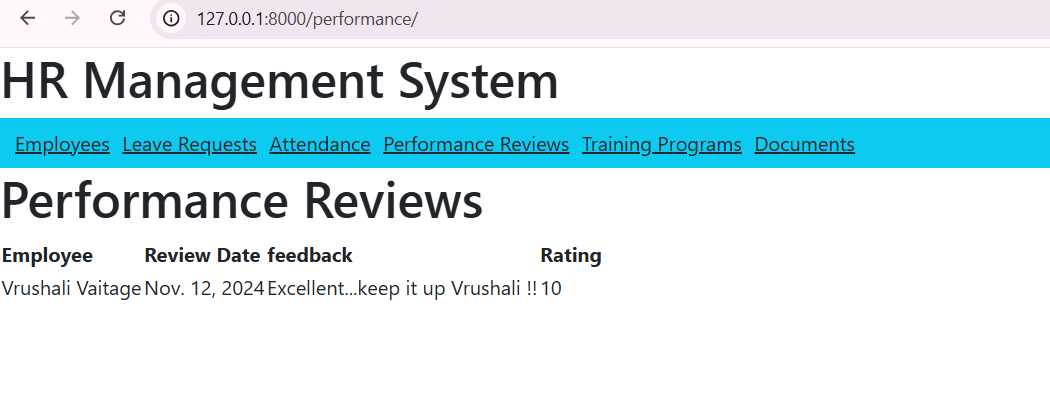 127.0.0.1:8000/performance/
HR Management System
Employees Leave Requests Attendance Performance Reviews Training Programs Documents
Performance Reviews
Employee Review Date feedback Rating
Vrushali Vaitage Nov. 12, 2024 Excellent...keep it up Vrushali !! 10